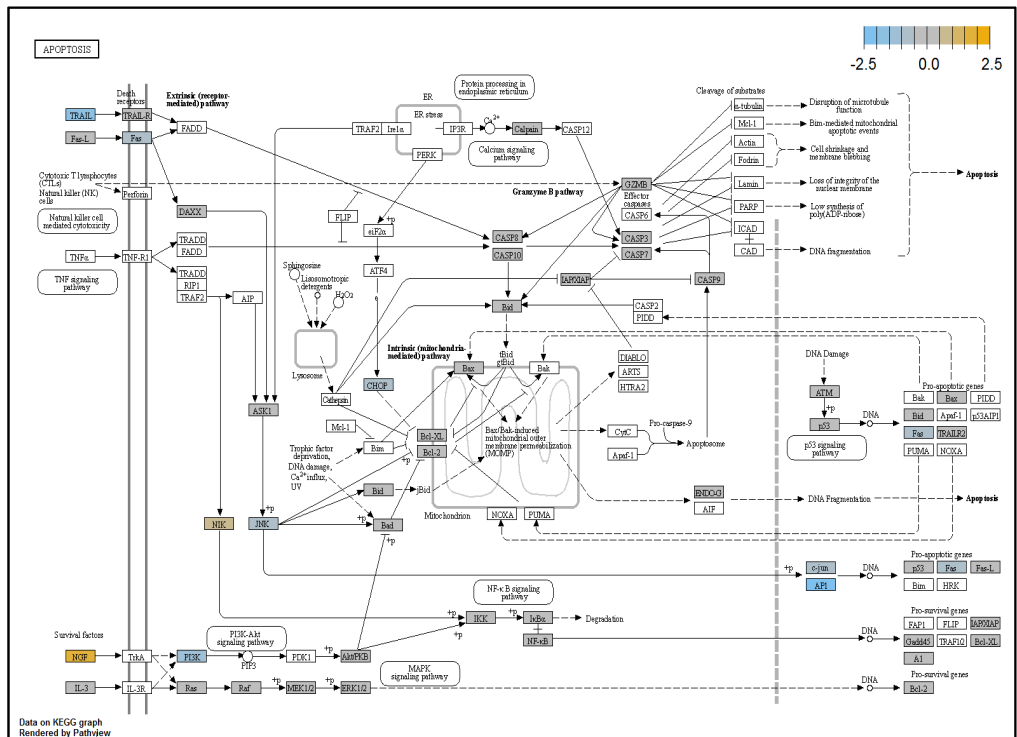 APOPTOSIS
-2.5 0.0 2.5
Death
receptors
Extrinsic (receptor-
mediated) pathway
TRAIL
TRAIL-R
Fas-L
Fas
FADD
Cytotoxic T lymphocytes
(CTLs)
Natural killer (NK)
cells
Perforin
Natural killer cell
mediated cytotoxicity
DAXX
TNFα
TNF-R1
TRADD
FADD
TRADD
RIP1
TRAF2
AIP
TNF signaling
pathway
ER
ER stress
TRAF2
Ire1α
IP3R
Ca2+
Calpain
CASP12
PERK
Protein processing in
endoplasmic reticulum
Calcium signaling
pathway
Granzyme B pathway
GZMB
Effector
caspases
CASP6
CASP3
CASP7
FLIP
+p
eIF2α
ATF4
CASP8
CASP10
IAP/XIAP
CASP9
Cleavage of substrates
α-tubulin
Disruption of microtubule
function
Mcl-1
Bim-mediated mitochondrial
apoptotic events
Actin
Fodrin
Cell shrinkage and
membrane blebbing
Lamin
Loss of integrity of the
nuclear membrane
PARP
Low synthesis of
poly(ADP-ribose)
ICAD
CAD
DNA fragmentation
Apoptosis
Sphingosine
Lisosomotropic
detergents
H2O2
Lysosome
Cathepsin
Bid
CASP2
PIDD
Intrinsic (mitochondria-
mediated) pathway
tBid
gtBid
Bax
Bak
CHOP
DIABLO
ARTS
HTRA2
ASK1
Mcl-1
Bim
+p
Bcl-XL
Bcl-2
Bax/Bak-induced
mitochondrial outer
membrane permeabilization
(MOMP)
CytC
Pro-caspase-9
Apaf-1
Apoptosome
Trophic factor
deprivation,
DNA damage,
Ca2+influx,
UV
Bid
jBid
Bad
+p
+p
Mitochondrion
NOXA
PUMA
ENDO-G
AIF
DNA Fragmentation
Apoptosis
DNA Damage
ATM
+p
p53
p53 signaling
pathway
DNA
Pro-apoptotic genes
Bak
Bax
PIDD
Bid
Apaf-1
p53AIP1
Fas
TRAILR2
PUMA
NOXA
NIK
JNK
+p
+p
c-jun
AP1
DNA
Pro-apoptotic genes
p53
Fas
Fas-L
Bim
HRK
NF-κB signaling
pathway
+p
IKK
+p
IκBα
Degradation
NF-κB
DNA
Pro-survival genes
FAP1
FLIP
IAP/XIAP
Gadd45
TRAF1/2
Bcl-XL
A1
Survival factors
NGF
TrkA
PI3K
PI3K-Akt
signaling pathway
PIP3
PDK1
+p
Akt/PKB
IL-3
IL-3R
Ras
Raf
+p
MEK1/2
+p
ERK1/2
MAPK
signaling pathway
DNA
Pro-survival genes
Bcl-2
Data on KEGG graph
Rendered by Pathview